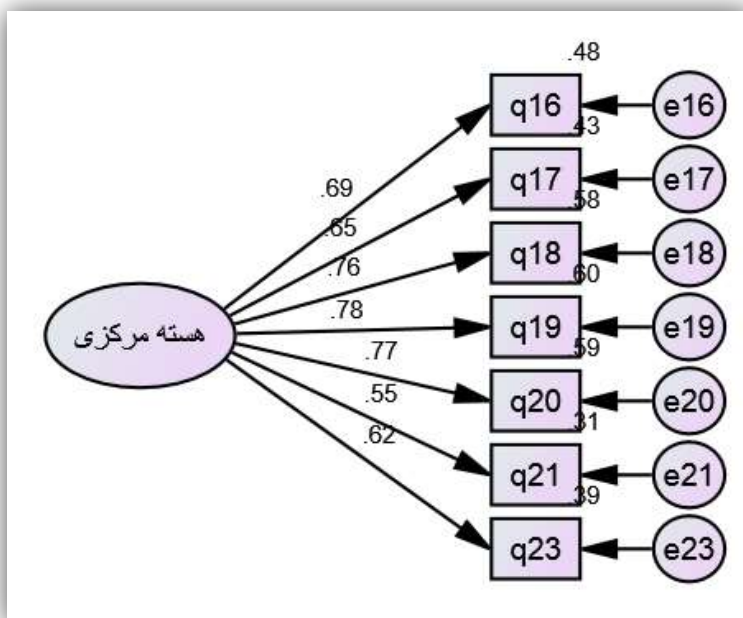 .48
q16
e16
.43
.69
q17
e17
.58
.65
q18
e18
.76
.60
.78
q19
e19
هسته مرکزی
.59
.77
q20
e20
.55
.31
.62
q21
e21
.39
q23
e23